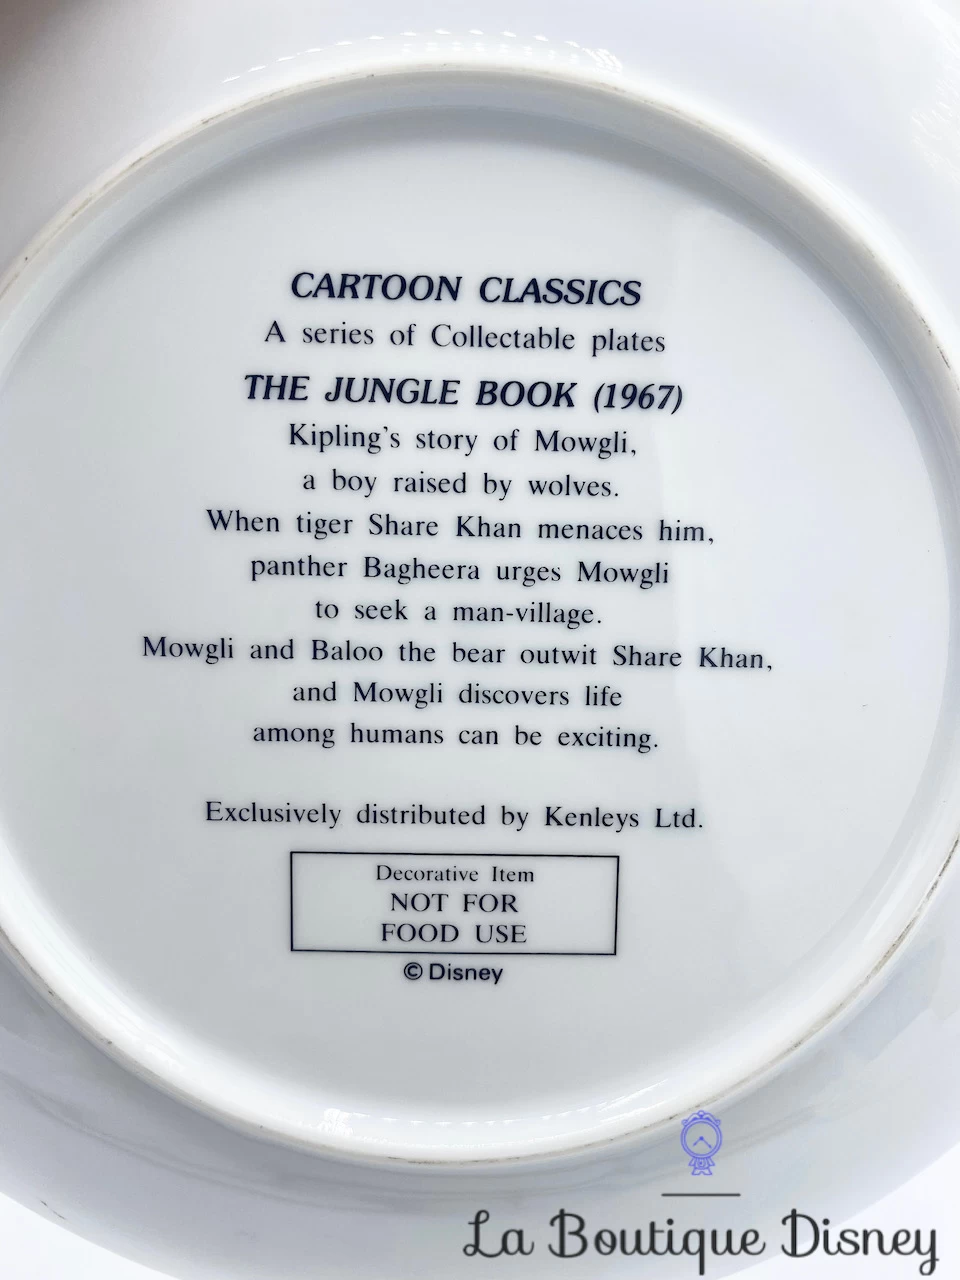 CARTOON CLASSICS
A series of Collectable plates
THE JUNGLE BOOK (1967)
Kipling's story of Mowgli,
a boy raised by wolves.
When tiger Share Khan menaces him,
panther Bagheera urges Mowgli
to seek a man-village.
Mowgli and Baloo the bear outwit Share Khan,
and Mowgli discovers life
among humans can be exciting.
Exclusively distributed by Kenleys Ltd.
Decorative Item
NOT FOR
FOOD USE
© Disney
La Boutique Disney